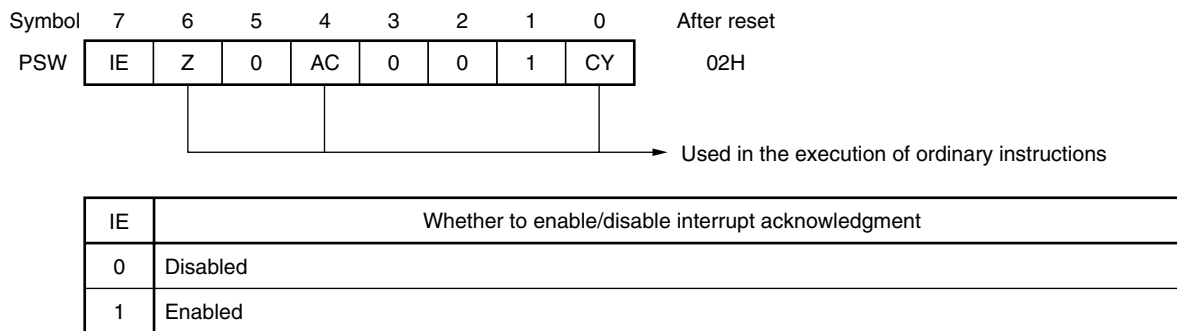 Symbol 7 6 5 4 3 2 1 0 After reset
PSW IE Z 0 AC 0 0 1 CY 02H
Used in the execution of ordinary instructions
IE Whether to enable/disable interrupt acknowledgment
0 Disabled
1 Enabled